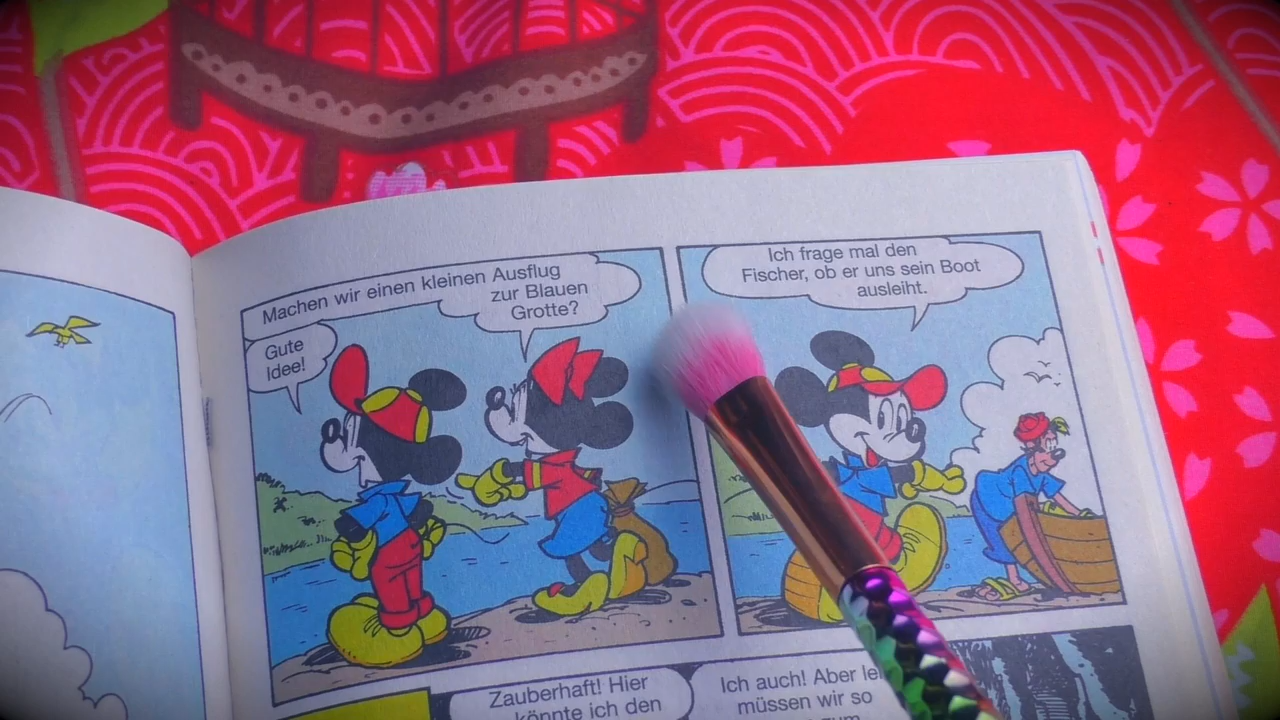 Machen wir einen kleinen Ausflug
zur Blauen
Grotte?
Gute
Idee!
Ich frage mal den
Fischer, ob er uns sein Boot
ausleiht.
Zauberhaft! Hier
könnte ich den
Ich auch! Aber
müssen wir so
zum